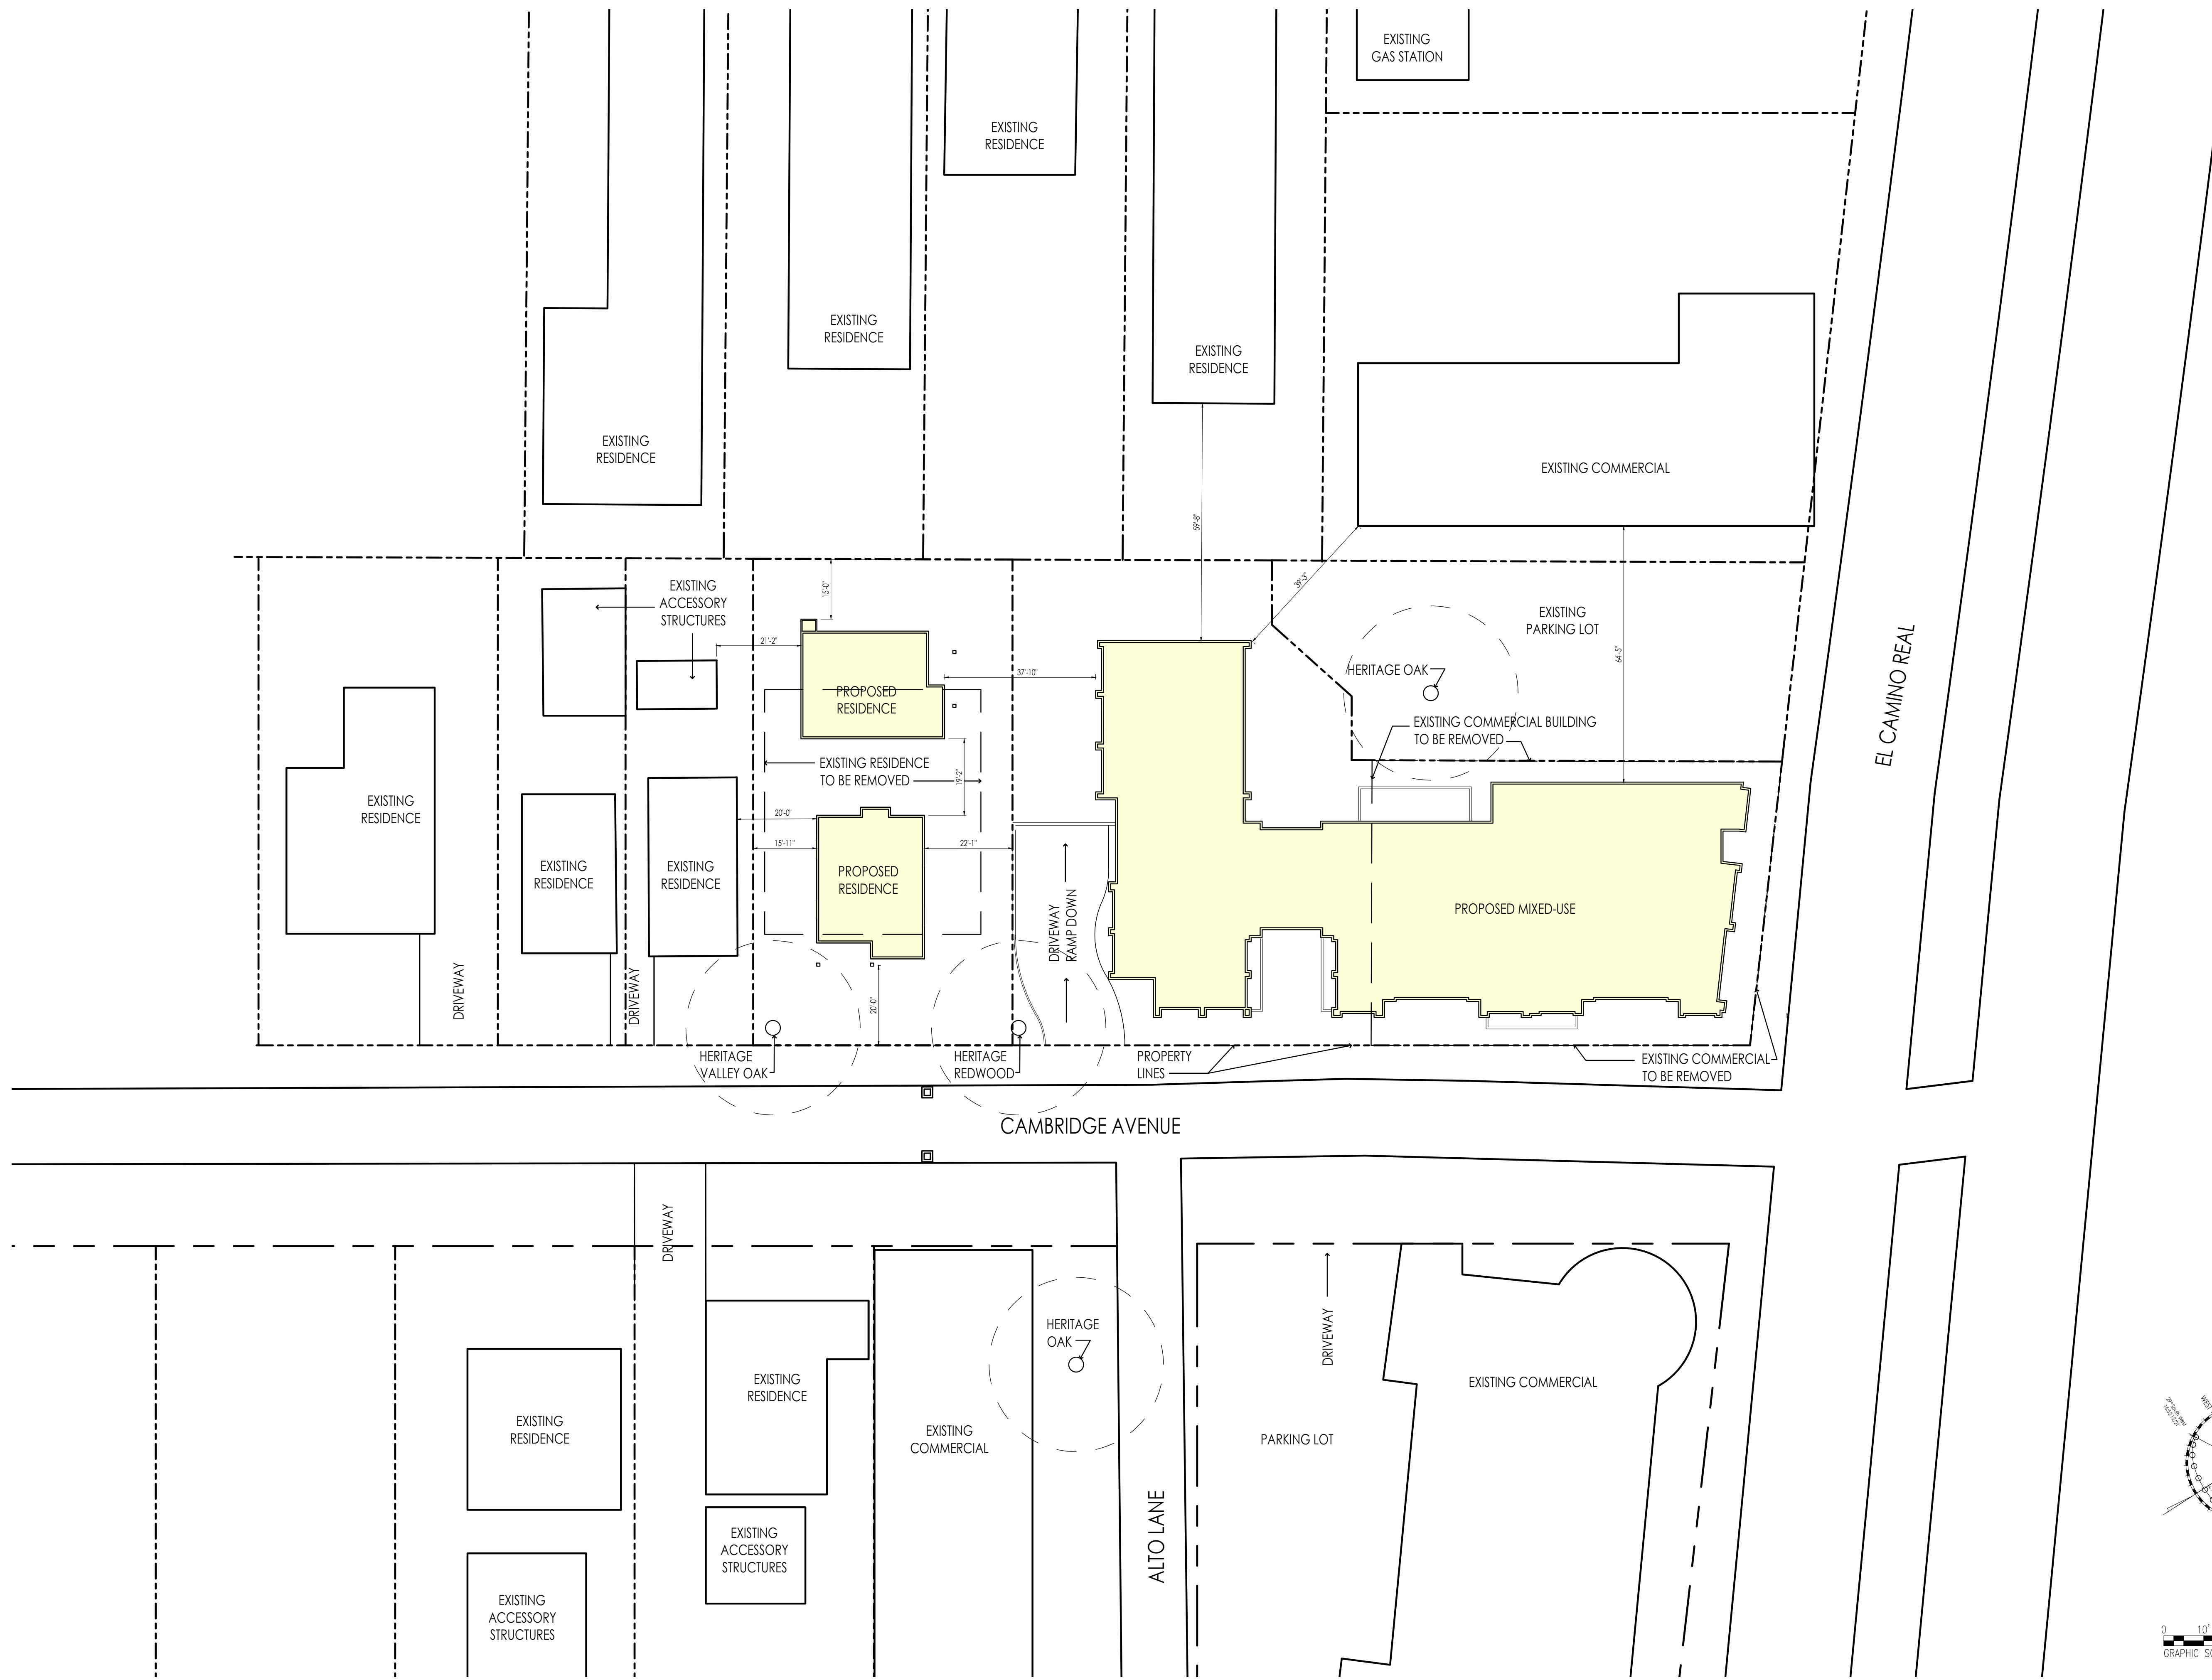 EXISTING
GAS STATION
EXISTING
RESIDENCE
EXISTING
RESIDENCE
EXISTING
RESIDENCE
EXISTING
RESIDENCE
EXISTING COMMERCIAL
59'-8"
39'-3"
64'-5"
EXISTING
ACCESSORY
STRUCTURES
15'-0"
21'-2"
37'-10"
EXISTING
PARKING LOT
HERITAGE OAK
EL CAMINO REAL
PROPOSED
RESIDENCE
EXISTING COMMERCIAL BUILDING
TO BE REMOVED
EXISTING RESIDENCE
TO BE REMOVED
19'-2"
EXISTING
RESIDENCE
20'-0"
15'-11"
22'-1"
EXISTING
RESIDENCE
EXISTING
RESIDENCE
PROPOSED
RESIDENCE
DRIVEWAY
RAMP DOWN
PROPOSED MIXED-USE
DRIVEWAY
DRIVEWAY
20'-0"
HERITAGE
VALLEY OAK
HERITAGE
REDWOOD
PROPERTY
LINES
EXISTING COMMERCIAL
TO BE REMOVED
CAMBRIDGE AVENUE
DRIVEWAY
HERITAGE
OAK
DRIVEWAY
EXISTING
RESIDENCE
EXISTING COMMERCIAL
EXISTING
RESIDENCE
EXISTING
COMMERCIAL
PARKING LOT
ALTO LANE
EXISTING
ACCESSORY
STRUCTURES
EXISTING
ACCESSORY
STRUCTURES
0 10'
GRAPHIC